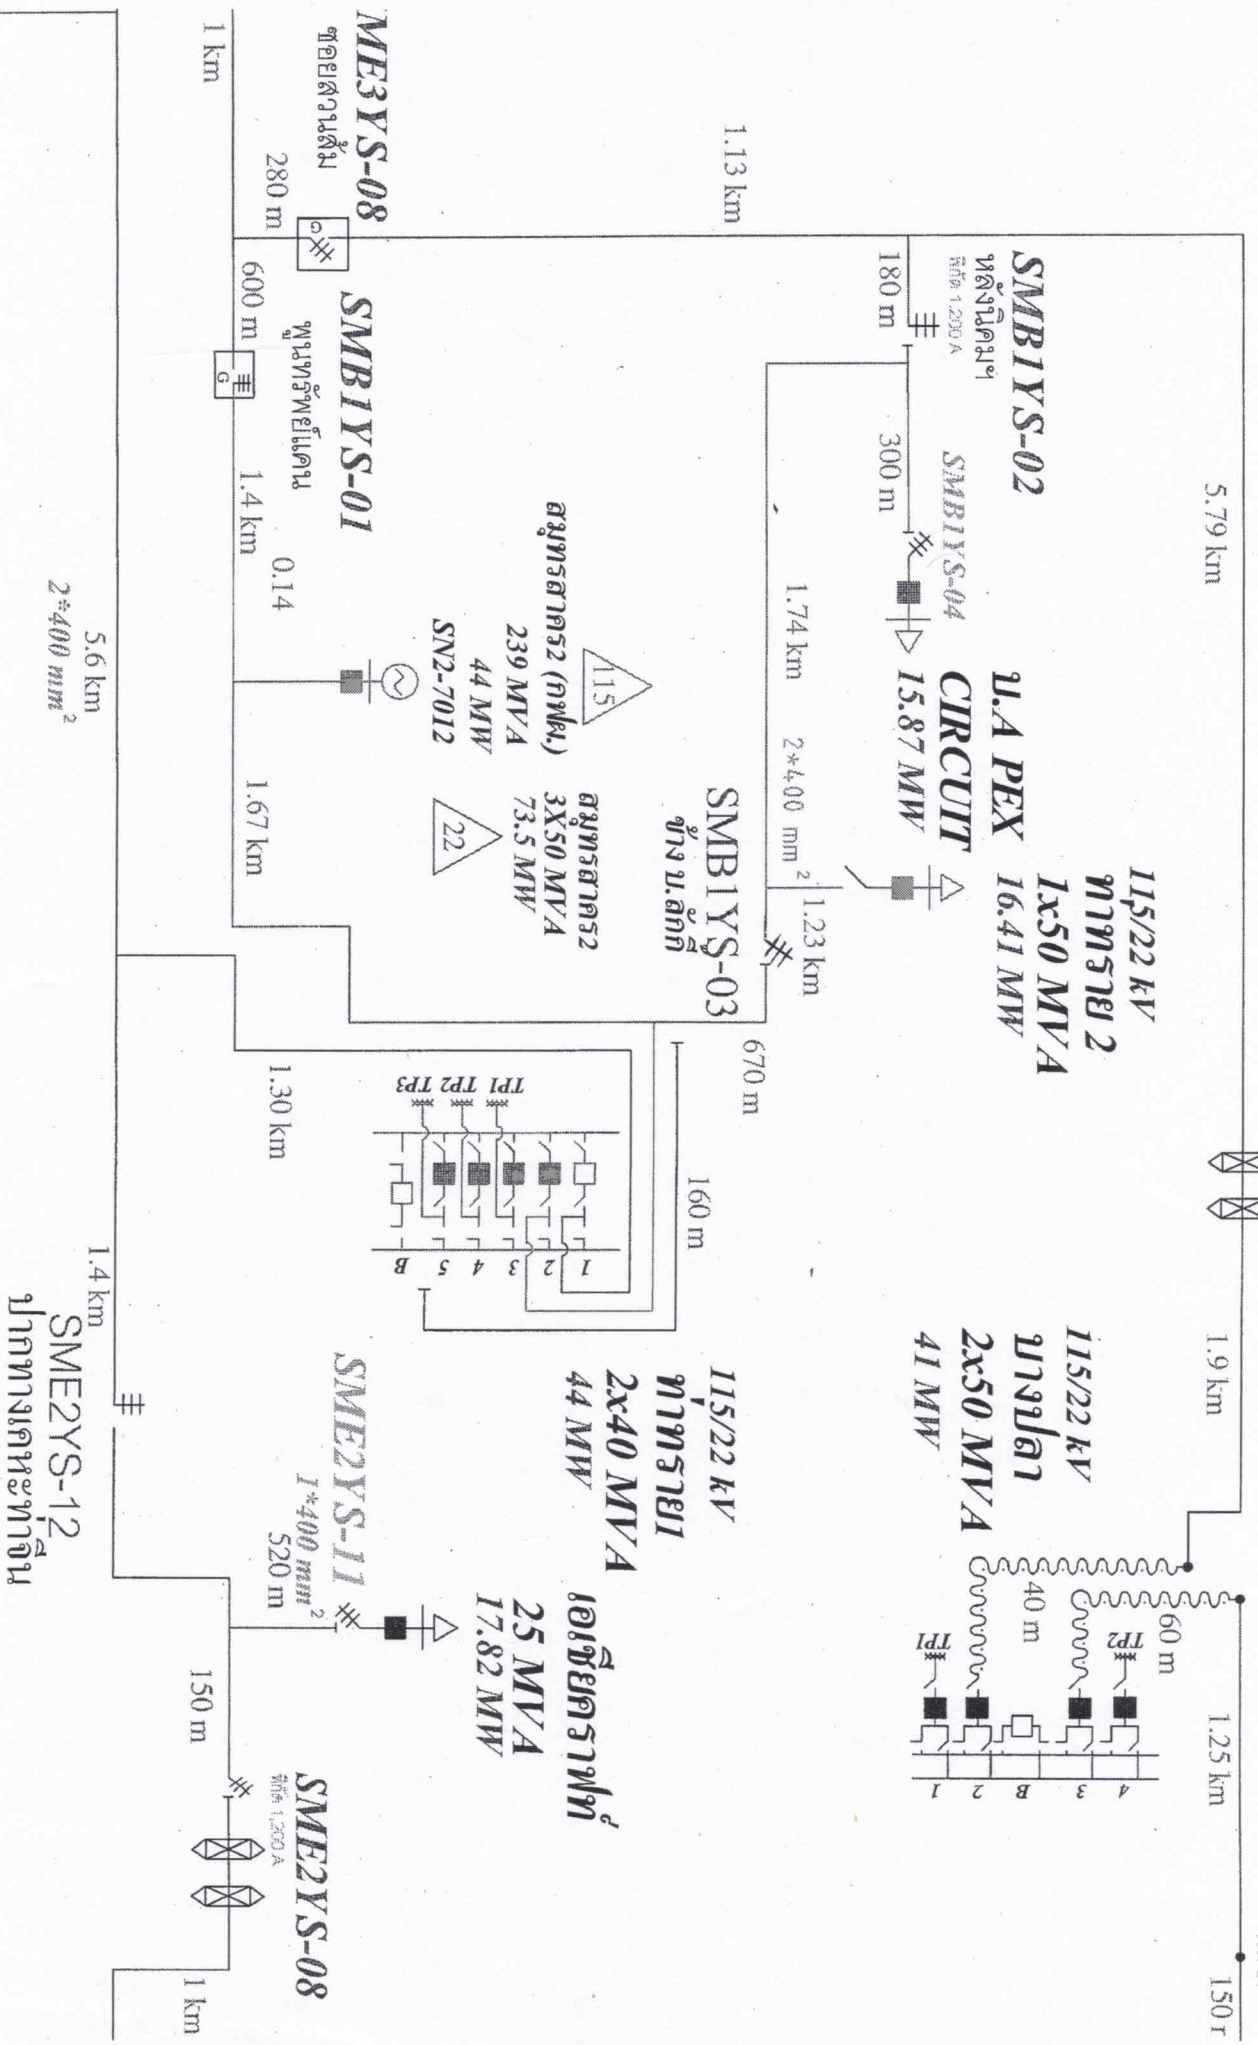 ME3YS-08
ซอยสวนส้ม
1 km
280 m
1.13 km
5.79 km
SMB1YS-02
หลังนิคมฯ
พิกัด 1,200 A
180 m
300 m
SMB1YS-04
บ.A PEX
CIRCUIT
15.87 MW
115/22 kV
ท่าทราย 2
1x50 MVA
16.41 MW
1.74 km
2*400 mm²
1.23 km
SMB1YS-03
670 m
160 m
SMB1YS-01
พูนทรัพย์แคน
600 m
G
G
1.4 km
0.14
115
สมุทรสาคร2 (กฟผ.)
239 MVA
44 MW
SN2-7012
22
สมุทรสาคร2
3X50 MVA
73.5 MW
1.67 km
5.6 km
2*400 mm²
1.30 km
TP1 TP2 TP3
1 2 3 4 5 B
115/22 kV
ท่าทราย1
2x40 MVA
44 MW
1.9 km
115/22 kV
บางปลา
2x50 MVA
41 MW
40 m
60 m
TP1
TP2
1 2 B 3 4
1.25 km
1.4 km
SME2YS-12
ปากทางเคหะท่าจีน
SME2YS-11
1*400 mm²
520 m
เอเชียคราฟท์
25 MVA
17.82 MW
150 m
SME2YS-08
พิกัด 1,200 A
1 km